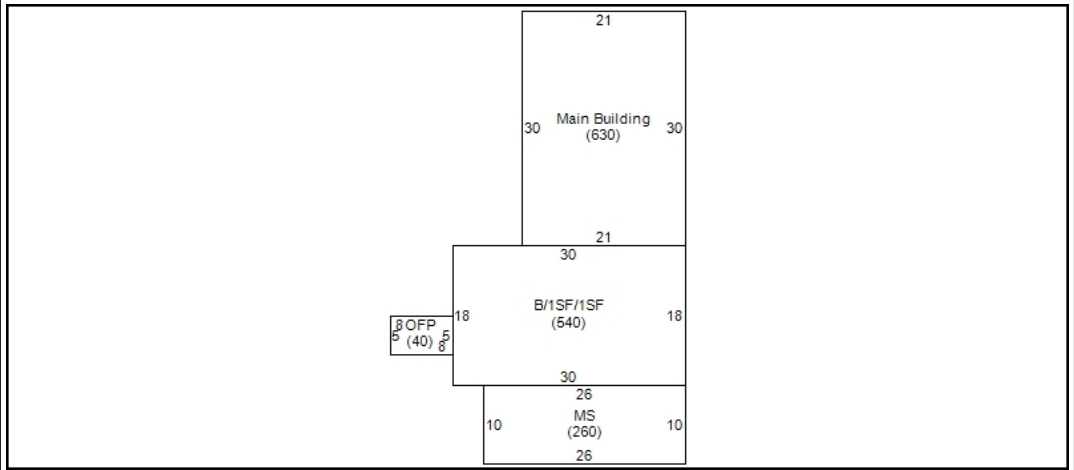 21
30 Main Building 30
(630)
21
30
B/1SF/1SF
18 18
(540)
8 OFP
5 (40) 5
8
30
26
MS
10 10
(260)
26